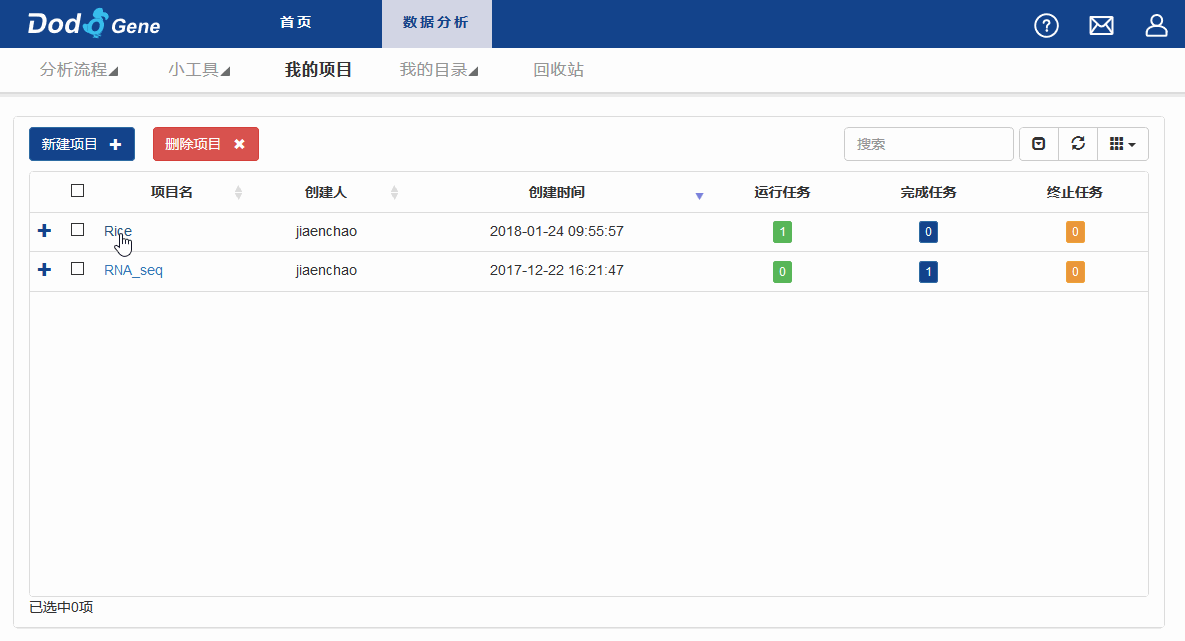 Dodo Gene 首页 数据分析
分析流程 小工具 我的项目 我的目录 回收站
新建项目 删除项目 搜索
项目名 创建人 创建时间 运行任务 完成任务 终止任务
Rice jiaenchao 2018-01-24 09:55:57 1 0 0
RNA_seq jiaenchao 2017-12-22 16:21:47 0 1 0
已选中0项